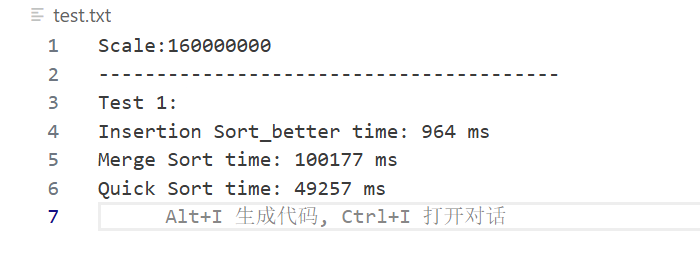 test.txt
1 Scale:160000000
2 ----------------------------------------
3 Test 1:
4 Insertion Sort_better time: 964 ms
5 Merge Sort time: 100177 ms
6 Quick Sort time: 49257 ms
7 Alt+I 生成代码, Ctrl+I 打开对话